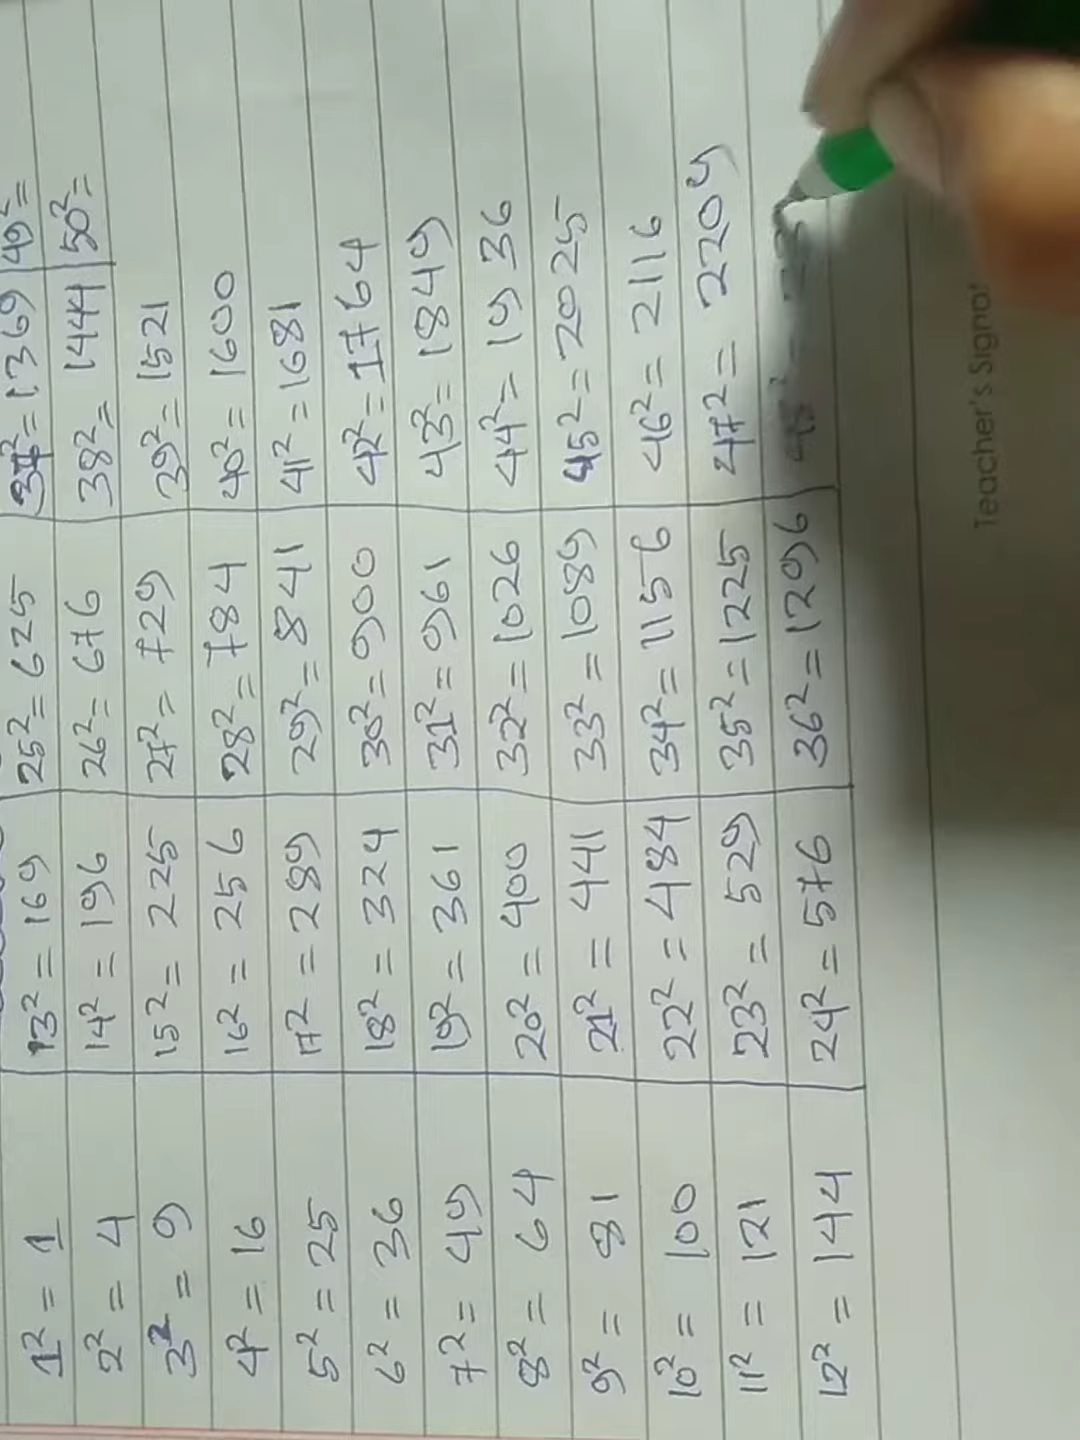 1² = 1
2² = 4
3² = 9
4² = 16
5² = 25
6² = 36
7² = 49
8² = 64
9² = 81
10² = 100
11² = 121
12² = 144
13² = 169
14² = 196
15² = 225
16² = 256
17² = 289
18² = 324
19² = 361
20² = 400
21² = 441
22² = 484
23² = 529
24² = 576
25² = 625
26² = 676
27² = 729
28² = 784
29² = 841
30² = 900
31² = 961
32² = 1026
33² = 1089
34² = 1156
35² = 1225
36² = 1296
37² = 1369
38² = 1444
39² = 1521
40² = 1600
41² = 1681
42² = 1764
43² = 1849
44² = 1936
45² = 2025
46² = 2116
47² = 2209
48² =
49² =
50² =
Teacher's